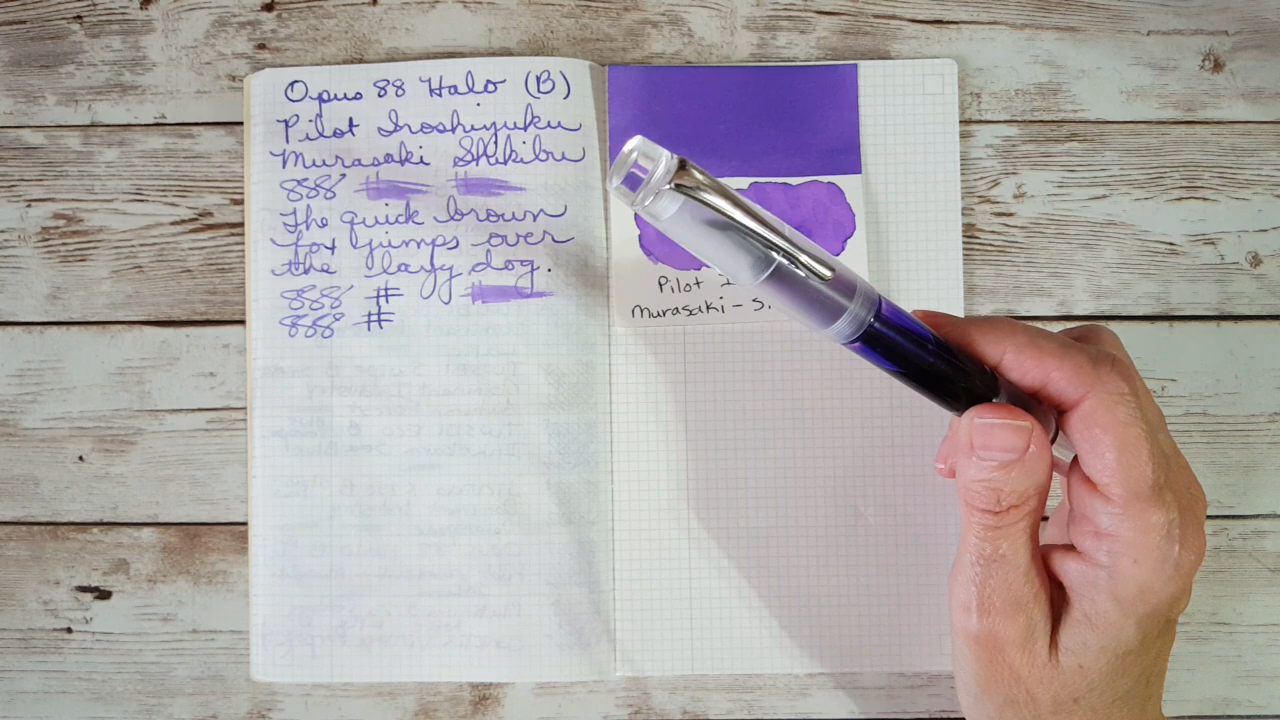 Opus 88 Halo (B)
Pilot Iroshizuku
Murasaki Shikibu
888 # #
The quick brown
fox jumps over
the lazy dog.
888 # #
888 #
Pilot I
Murasaki-S.